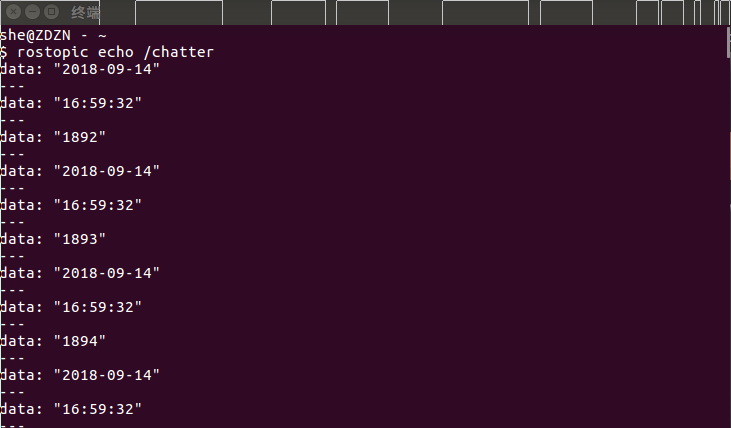 终端
she@ZDZN - ~
$ rostopic echo /chatter
data: "2018-09-14"
---
data: "16:59:32"
---
data: "1892"
---
data: "2018-09-14"
---
data: "16:59:32"
---
data: "1893"
---
data: "2018-09-14"
---
data: "16:59:32"
---
data: "1894"
---
data: "2018-09-14"
---
data: "16:59:32"
---